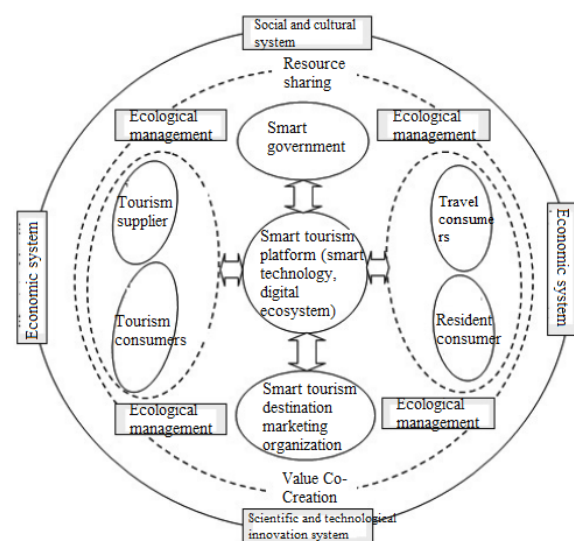 Social and cultural
system
Resource
sharing
Ecological
management
Smart
government
Ecological
management
Tourism
supplier
Travel
consume
rs
Economic system
Smart tourism
platform (smart
technology,
digital
ecosystem)
Economic system
Tourism
consumers
Resident
consumer
Ecological
management
Smart tourism
destination
marketing
organization
Ecological
management
Value Co-
Creation
Scientific and technological
innovation system